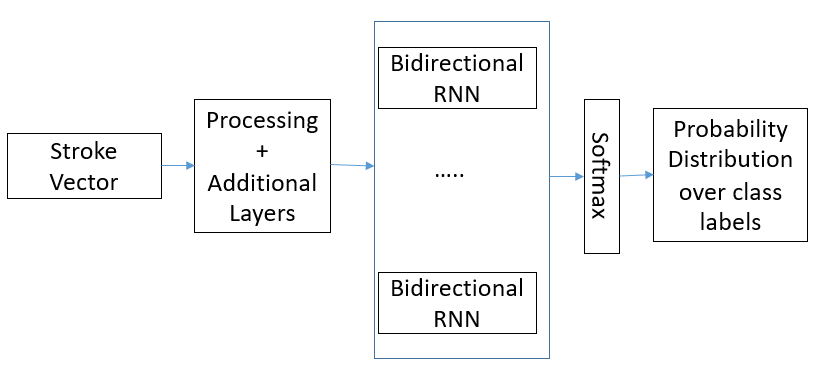 Stroke
Vector
Processing
+
Additional
Layers
Bidirectional
RNN
.....
Bidirectional
RNN
Softmax
Probability
Distribution
over class
labels